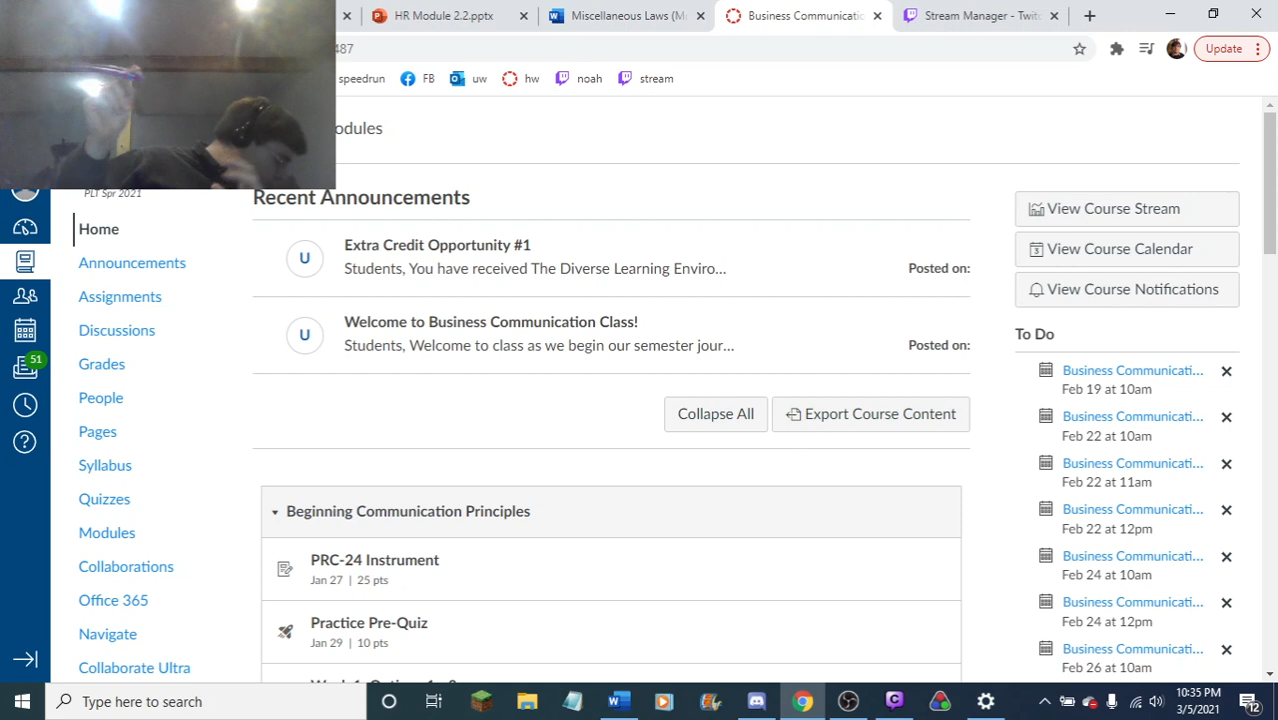 HR Module 2.2.pptx
Miscellaneous Laws (M
Business Communicatio
Stream Manager - Twitc
487
Update
speedrun
FB
uw
hw
noah
stream
odules
PLT Spr 2021
Home
Announcements
Assignments
Discussions
Grades
People
Pages
Syllabus
Quizzes
Modules
Collaborations
Office 365
Navigate
Collaborate Ultra
51
Recent Announcements
U
Extra Credit Opportunity #1
Students, You have received The Diverse Learning Enviro...
Posted on:
U
Welcome to Business Communication Class!
Students, Welcome to class as we begin our semester jour...
Posted on:
Collapse All
Export Course Content
Beginning Communication Principles
PRC-24 Instrument
Jan 27 | 25 pts
Practice Pre-Quiz
Jan 29 | 10 pts
View Course Stream
View Course Calendar
View Course Notifications
To Do
Business Communicati...
Feb 19 at 10am
Business Communicati...
Feb 22 at 10am
Business Communicati...
Feb 22 at 11am
Business Communicati...
Feb 22 at 12pm
Business Communicati...
Feb 24 at 10am
Business Communicati...
Feb 24 at 12pm
Business Communicati...
Feb 26 at 10am
Type here to search
10:35 PM
3/5/2021
12